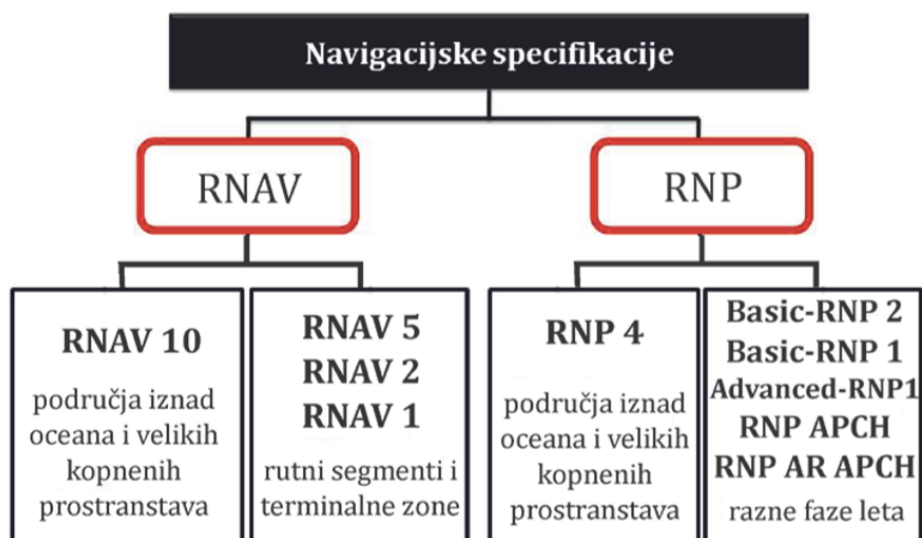 Navigacijske specifikacije
RNAV
RNP
RNAV 10
područja iznad
oceana i velikih
kopnenih
prostranstava
RNAV 5
RNAV 2
RNAV 1
rutni segmenti i
terminalne zone
RNP 4
područja iznad
oceana i velikih
kopnenih
prostranstava
Basic-RNP 2
Basic-RNP 1
Advanced-RNP1
RNP APCH
RNP AR APCH
razne faze leta